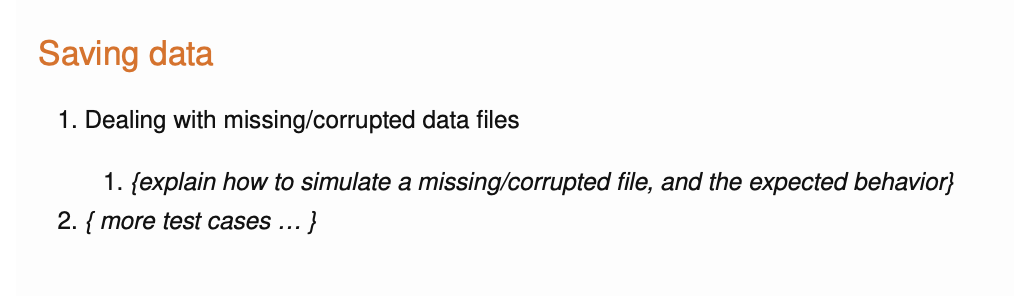 Saving data
1. Dealing with missing/corrupted data files
1. {explain how to simulate a missing/corrupted file, and the expected behavior}
2. { more test cases … }